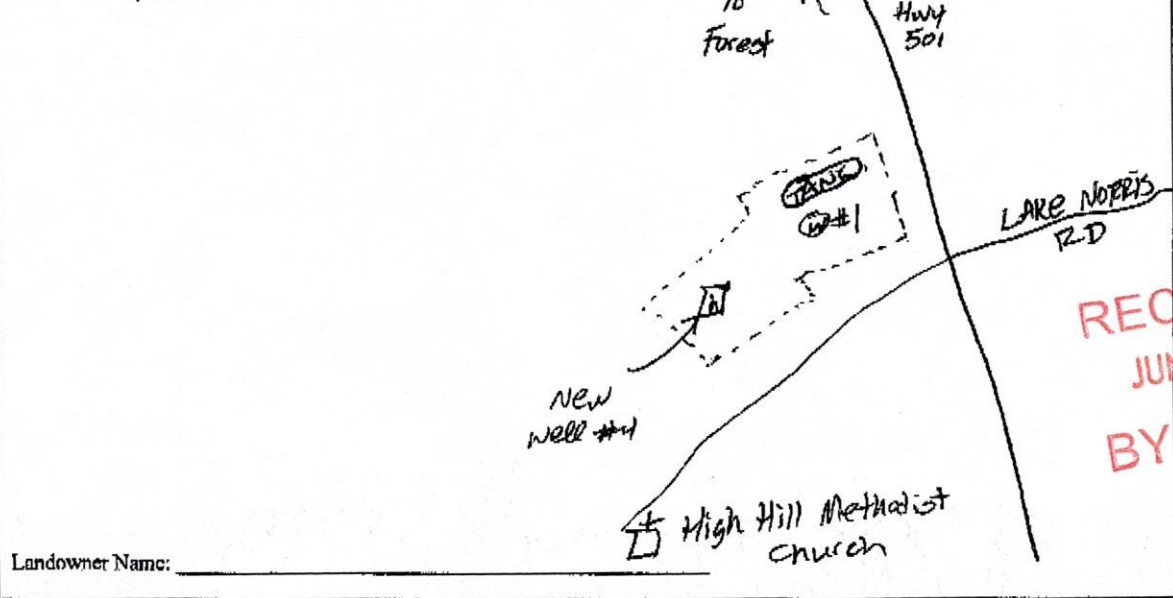 To
Forest
Hwy
501
TANK
W #1
LAKE NORRIS
RD
W
New
well #4
REC
JUN
BY
High Hill Methodist
Church
Landowner Name: